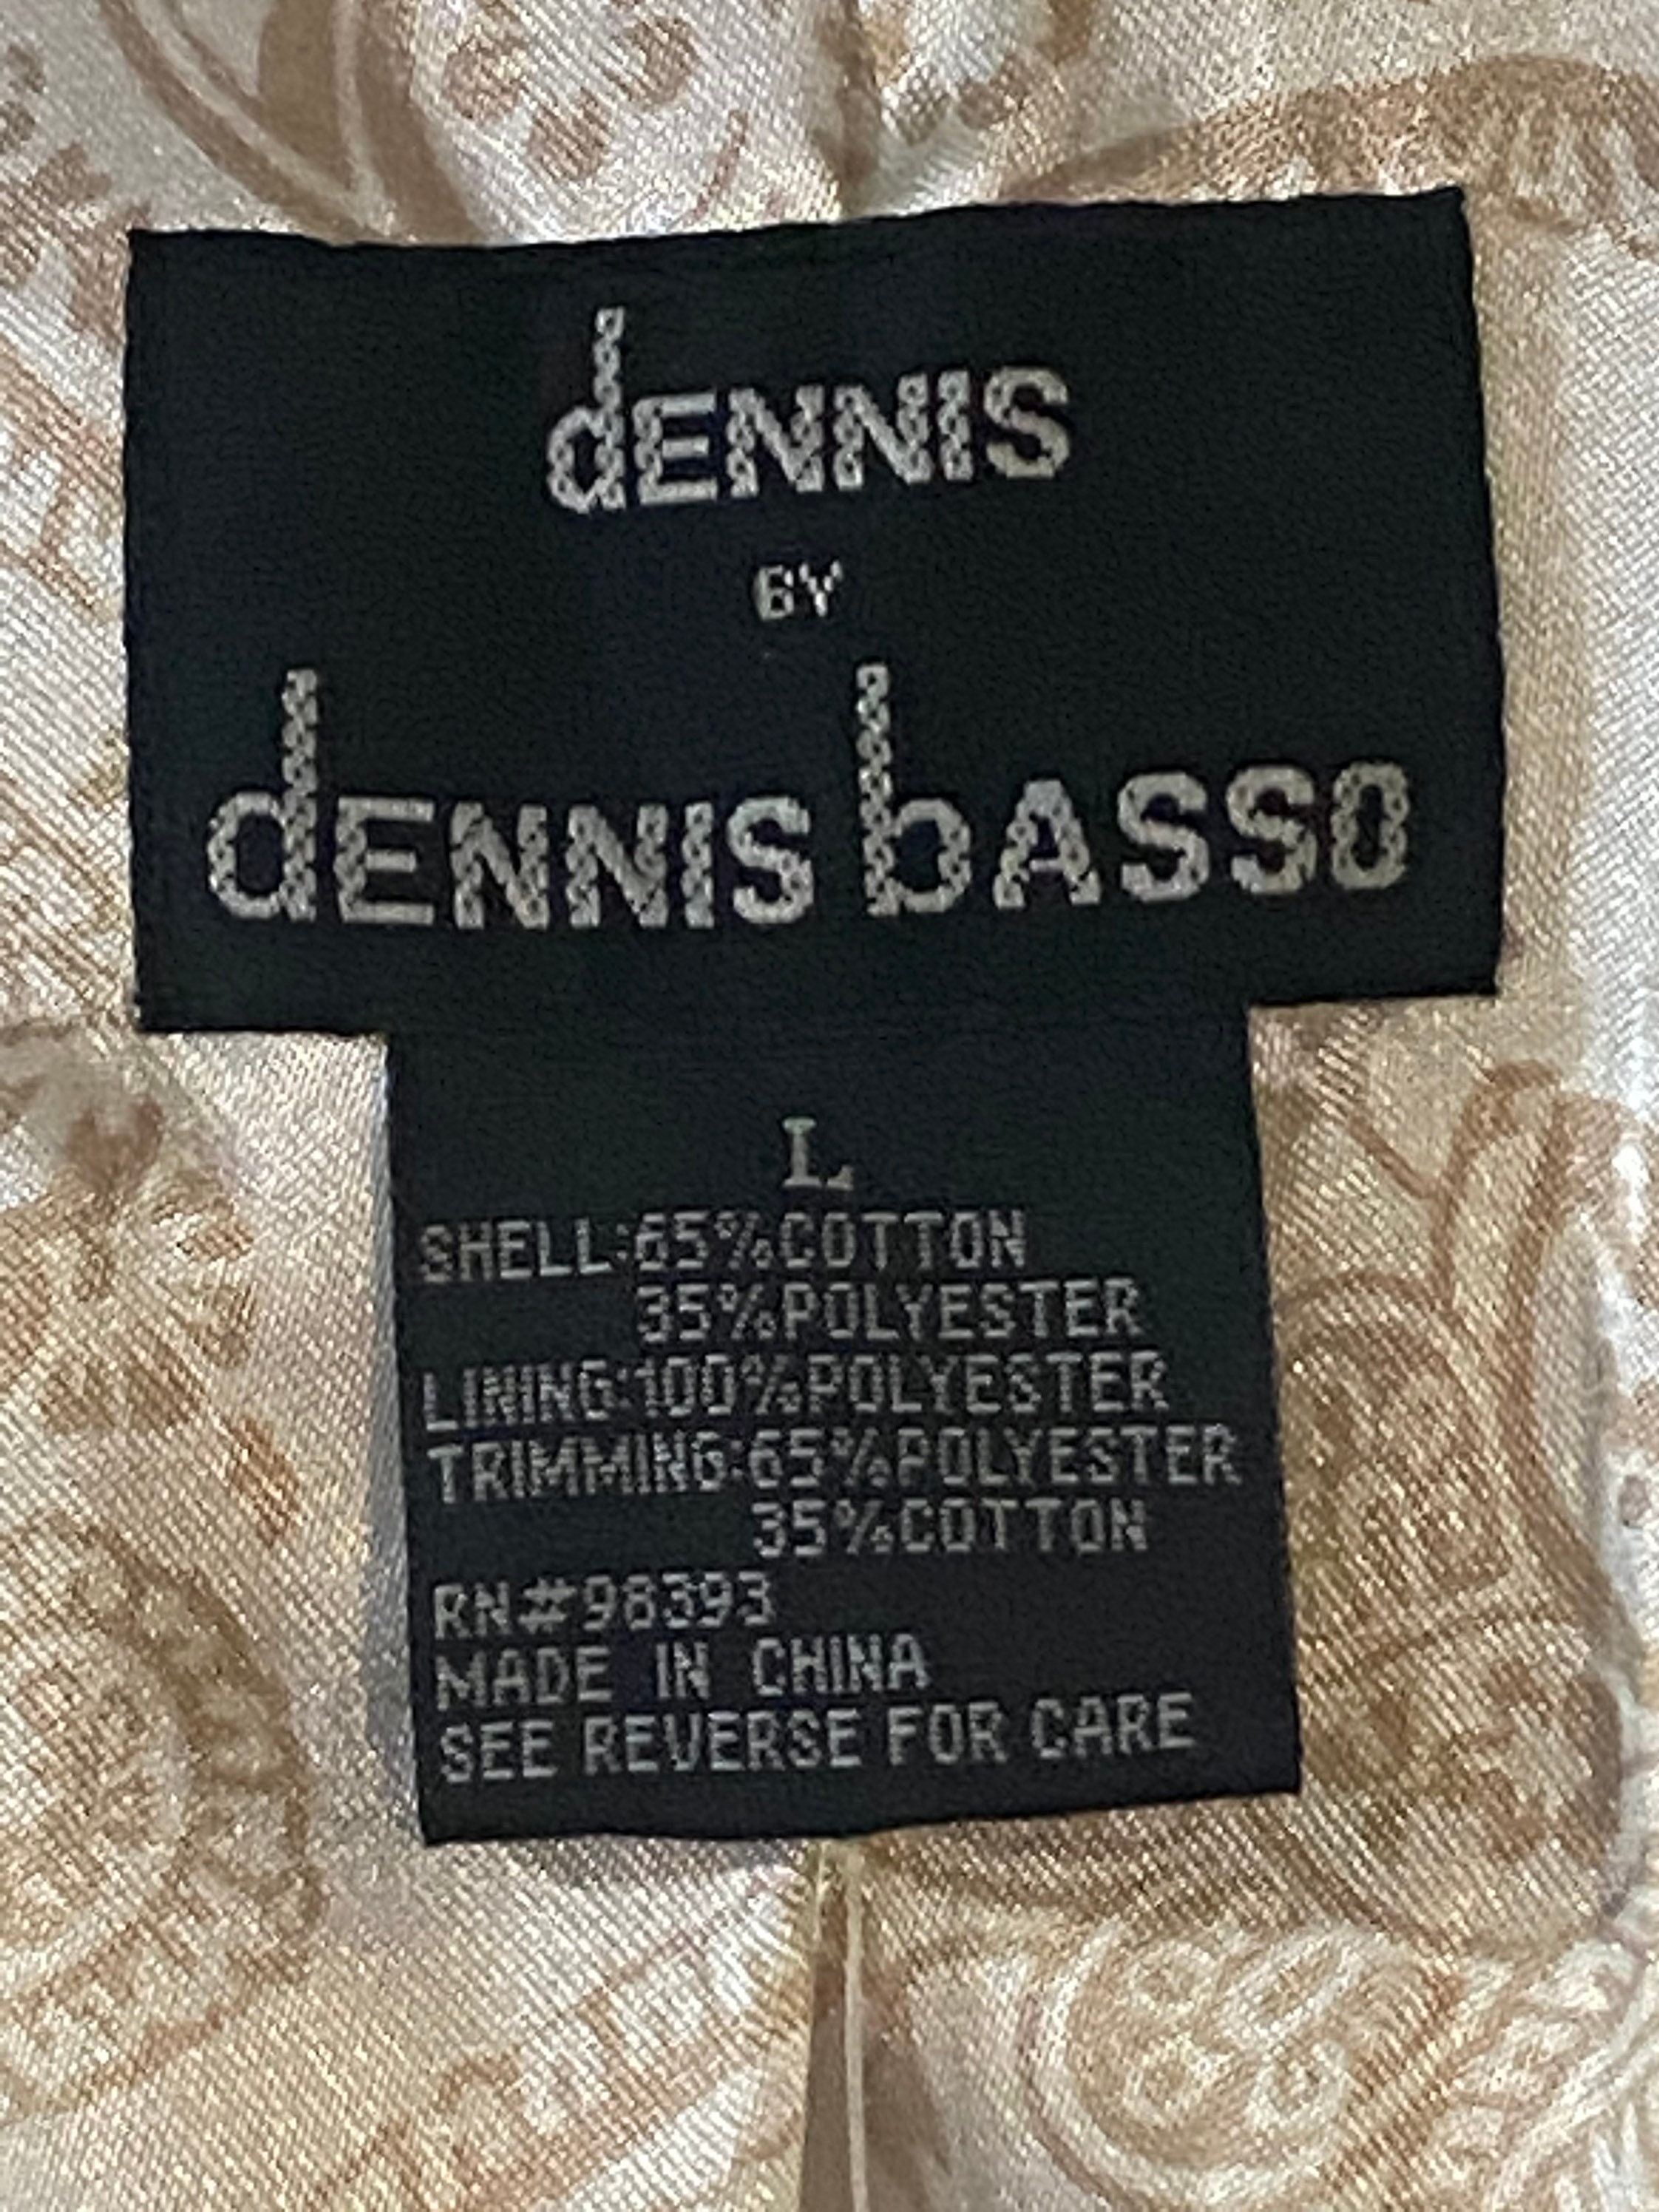 dENNIS
BY
dENNIS bASSO
L
SHELL:65%COTTON
35%POLYESTER
LINING:100%POLYESTER
TRIMMING:65%POLYESTER
35%COTTON
RN#98393
MADE IN CHINA
SEE REVERSE FOR CARE